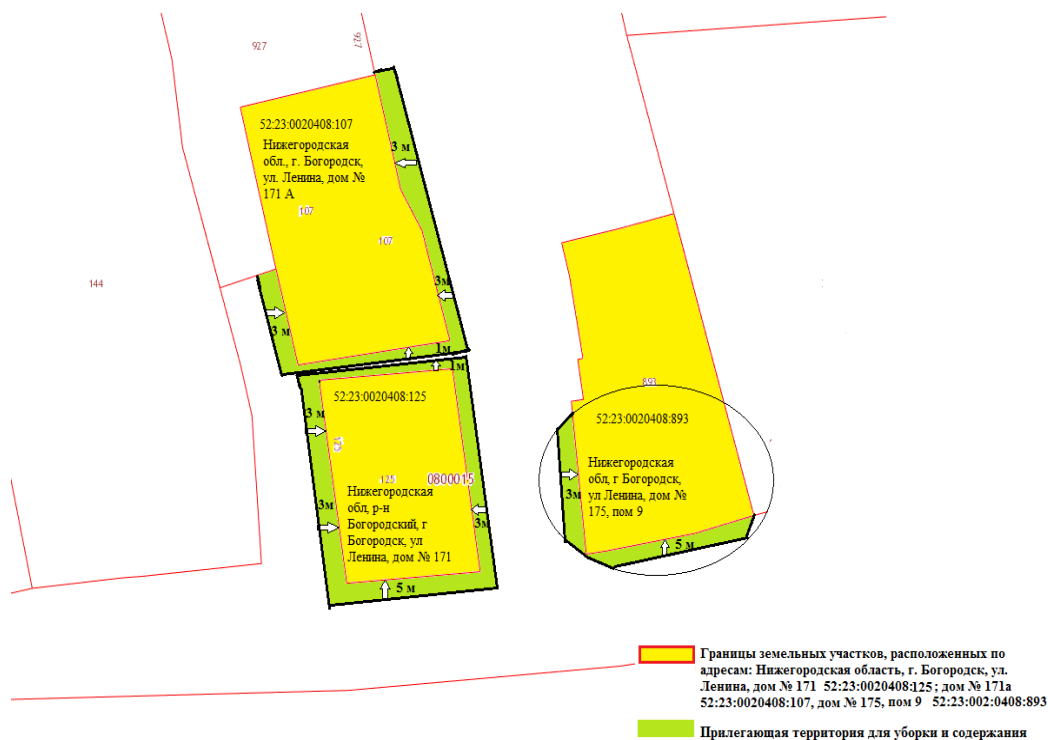 927
927
52:23:0020408:107
Нижегородская
обл., г. Богородск,
ул. Ленина, дом №
171 А
3 м
107
107
144
3м
3 м
1м
1м
52:23:0020408:125
3 м
125
125
0800015
Нижегородская
обл, р-н
Богородский, г
Богородск, ул
Ленина, дом № 171
3м
3м
5 м
893
52:23:0020408:893
Нижегородская
обл, г Богородск,
ул Ленина, дом №
175, пом 9
3м
5 м
Границы земельных участков, расположенных по
адресам: Нижегородская область, г. Богородск, ул.
Ленина, дом № 171 52:23:0020408:125; дом № 171а
52:23:0020408:107, дом № 175, пом 9 52:23:002:0408:893
Прилегающая территория для уборки и содержания